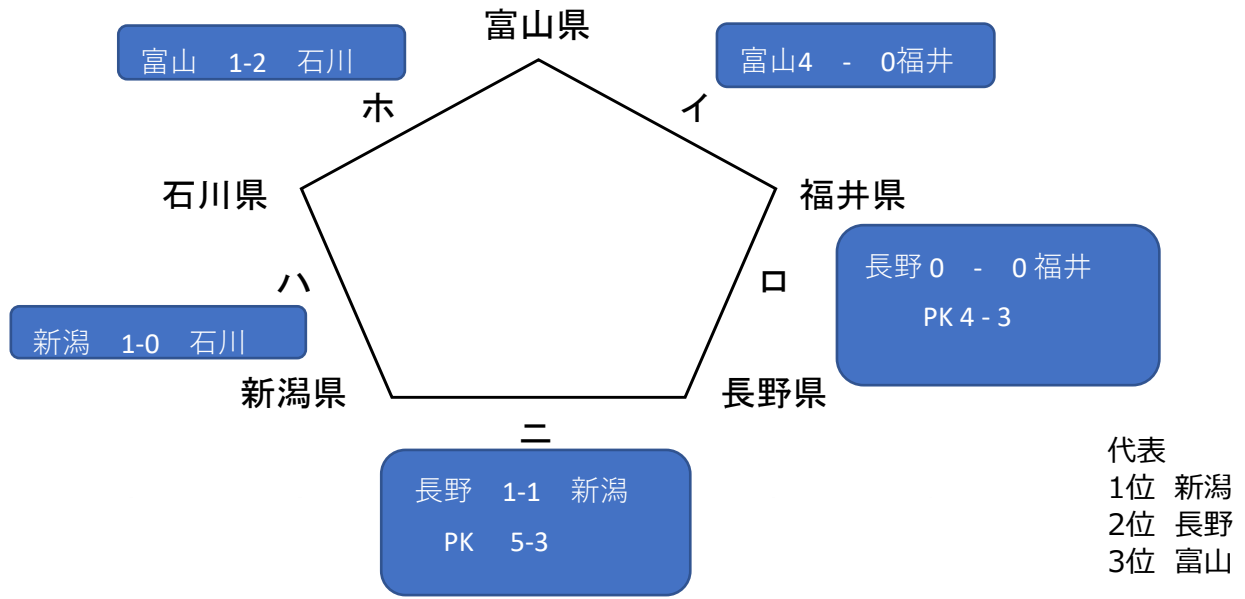 富山県
富山 1-2 石川
富山4 - 0福井
ホ
イ
石川県
福井県
長野 0 - 0 福井
PK 4 - 3
ハ
ロ
新潟 1-0 石川
新潟県
長野県
ニ
長野 1-1 新潟
PK 5-3
代表
1位 新潟
2位 長野
3位 富山